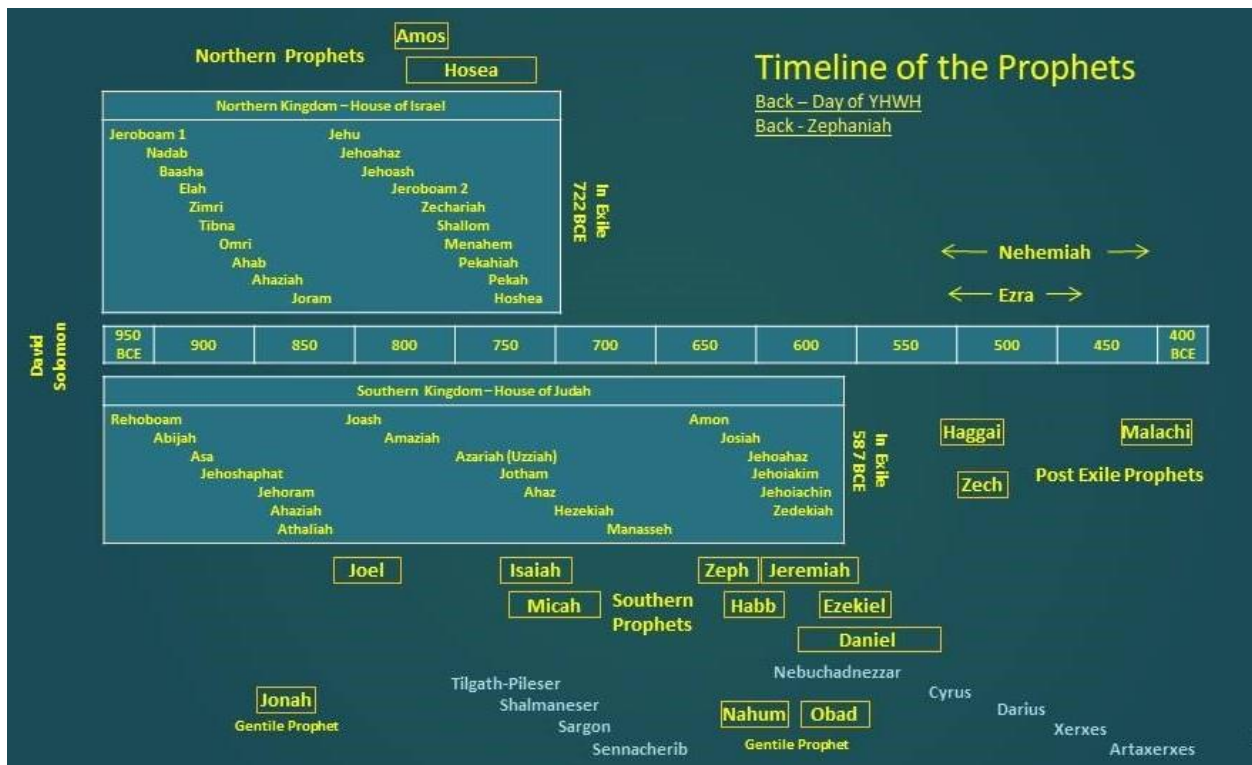 Northern Prophets
Amos
Hosea
Timeline of the Prophets
Back – Day of YHWH
Back - Zephaniah
Northern Kingdom – House of Israel
Jeroboam 1
Nadab
Baasha
Elah
Zimri
Tibna
Omri
Ahab
Ahaziah
Joram
Jehu
Jehoahaz
Jehoash
Jeroboam 2
Zechariah
Shallom
Menahem
Pekahiah
Pekah
Hoshea
In Exile
722 BCE
Nehemiah
Ezra
David
Solomon
950 BCE 900 850 800 750 700 650 600 550 500 450 400 BCE
Southern Kingdom – House of Judah
Rehoboam
Abijah
Asa
Jehoshaphat
Jehoram
Ahaziah
Athaliah
Joash
Amaziah
Azariah (Uzziah)
Jotham
Ahaz
Hezekiah
Manasseh
Amon
Josiah
Jehoahaz
Jehoiakim
Jehoiachin
Zedekiah
In Exile
587 BCE
Haggai
Malachi
Zech
Post Exile Prophets
Joel
Isaiah
Zeph
Jeremiah
Micah
Southern
Prophets
Habb
Ezekiel
Daniel
Jonah
Gentile Prophet
Tilgath-Pileser
Shalmaneser
Sargon
Sennacherib
Nebuchadnezzar
Nahum
Obad
Gentile Prophet
Cyrus
Darius
Xerxes
Artaxerxes